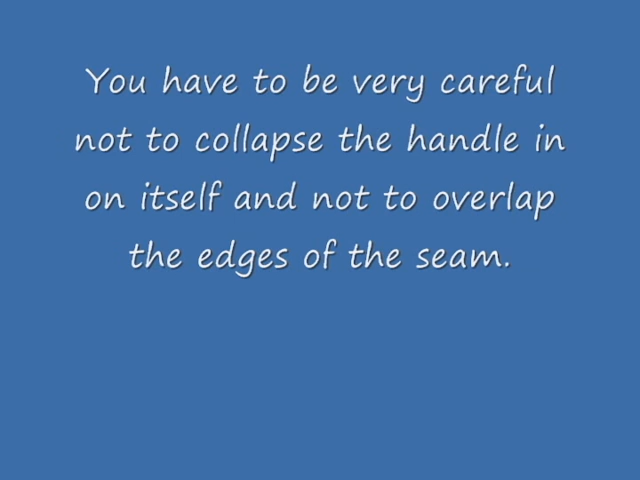 You have to be very careful
not to collapse the handle in
on itself and not to overlap
the edges of the seam.